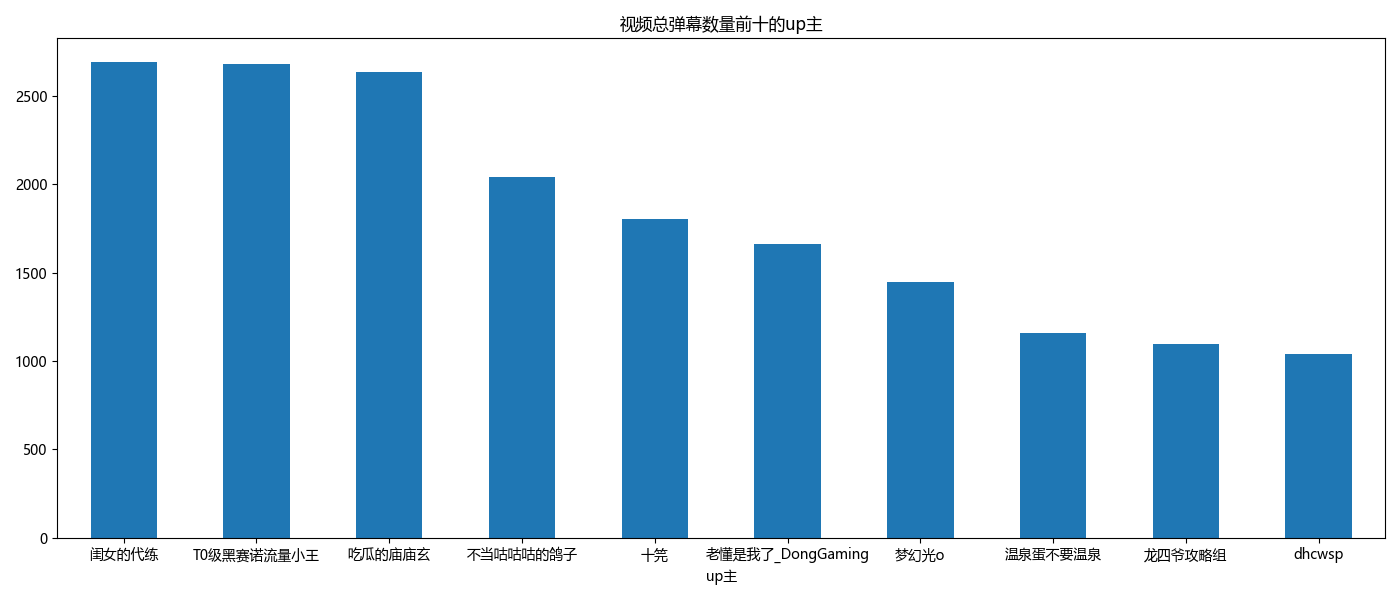 视频总弹幕数量前十的up主
2500
2000
1500
1000
500
0
闺女的代练 T0级黑赛诺流量小王 吃瓜的庙庙玄 不当咕咕咕的鸽子 十笎 老懂是我了_DongGaming 梦幻光o 温泉蛋不要温泉 龙四爷攻略组 dhcwsp
up主